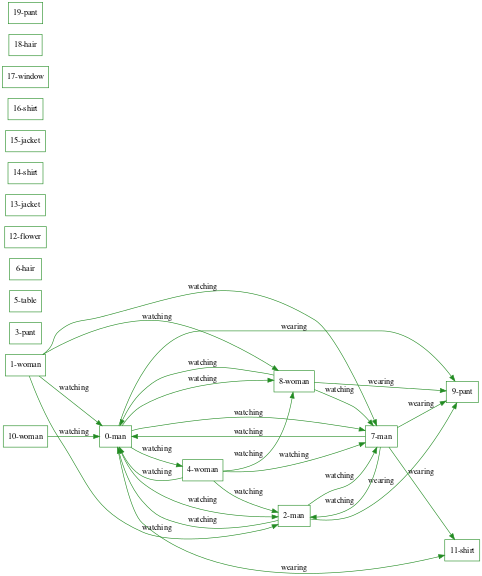 19-pant
18-hair
17-window
16-shirt
15-jacket
14-shirt
13-jacket
12-flower
6-hair
5-table
3-pant
watching
watching
wearing
1-woman
watching
watching
8-woman
watching
watching
wearing
9-pant
watching
wearing
10-woman
watching
0-man
watching
7-man
watching
watching
watching
4-woman
watching
wearing
watching
watching
wearing
watching
watching
watching
2-man
watching
watching
11-shirt
wearing